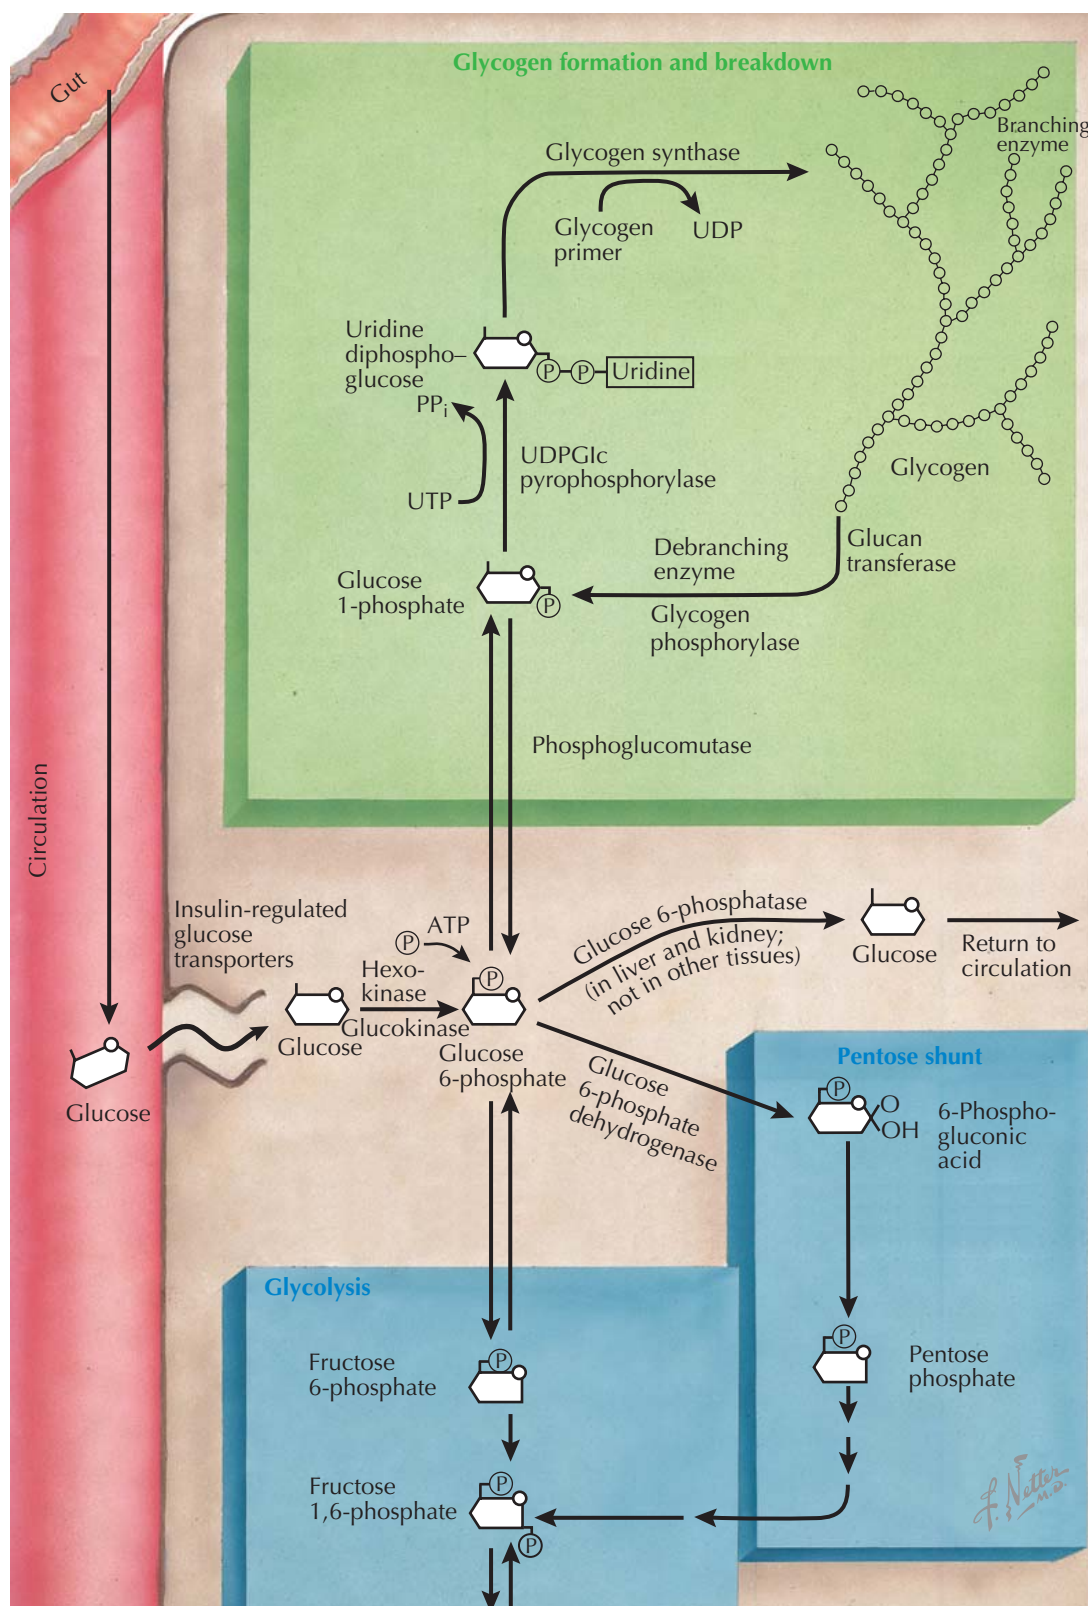 Gut
Circulation
Glucose
Insulin-regulated
glucose
transporters
Glycogen formation and breakdown
Branching
enzyme
Glycogen synthase
Glycogen
primer
UDP
Uridine
diphospho–
glucose
P
P
Uridine
PPi
UTP
UDPGlc
pyrophosphorylase
Glycogen
Glucan
transferase
Debranching
enzyme
Glycogen
phosphorylase
Glucose
1-phosphate
P
Phosphoglucomutase
P
ATP
Hexo-
kinase
Glucokinase
Glucose
P
Glucose
6-phosphate
Glucose 6-phosphatase
(in liver and kidney;
not in other tissues)
Glucose
Return to
circulation
Glucose
6-phosphate
dehydrogenase
Pentose shunt
P
O
OH
6-Phospho-
gluconic
acid
P
Pentose
phosphate
Glycolysis
Fructose
6-phosphate
P
Fructose
1,6-phosphate
P
P
F. Netter
M.D.